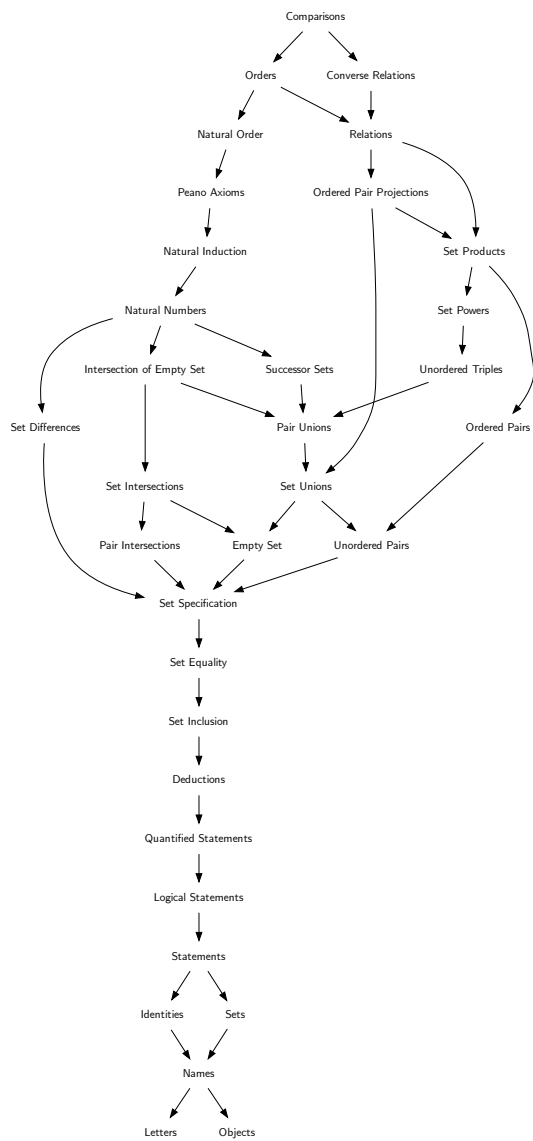 Comparisons
Orders
Converse Relations
Natural Order
Relations
Peano Axioms
Ordered Pair Projections
Natural Induction
Set Products
Natural Numbers
Set Powers
Intersection of Empty Set
Successor Sets
Unordered Triples
Set Differences
Pair Unions
Ordered Pairs
Set Intersections
Set Unions
Pair Intersections
Empty Set
Unordered Pairs
Set Specification
Set Equality
Set Inclusion
Deductions
Quantified Statements
Logical Statements
Statements
Identities
Sets
Names
Letters
Objects